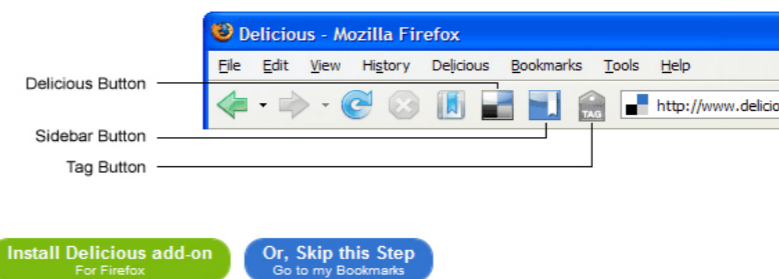 Delicious - Mozilla Firefox
File Edit View History Delicious Bookmarks Tools Help
Delicious Button
http://www.delicio
TAG
Sidebar Button
Tag Button
Install Delicious add-on
For Firefox
Or, Skip this Step
Go to my Bookmarks